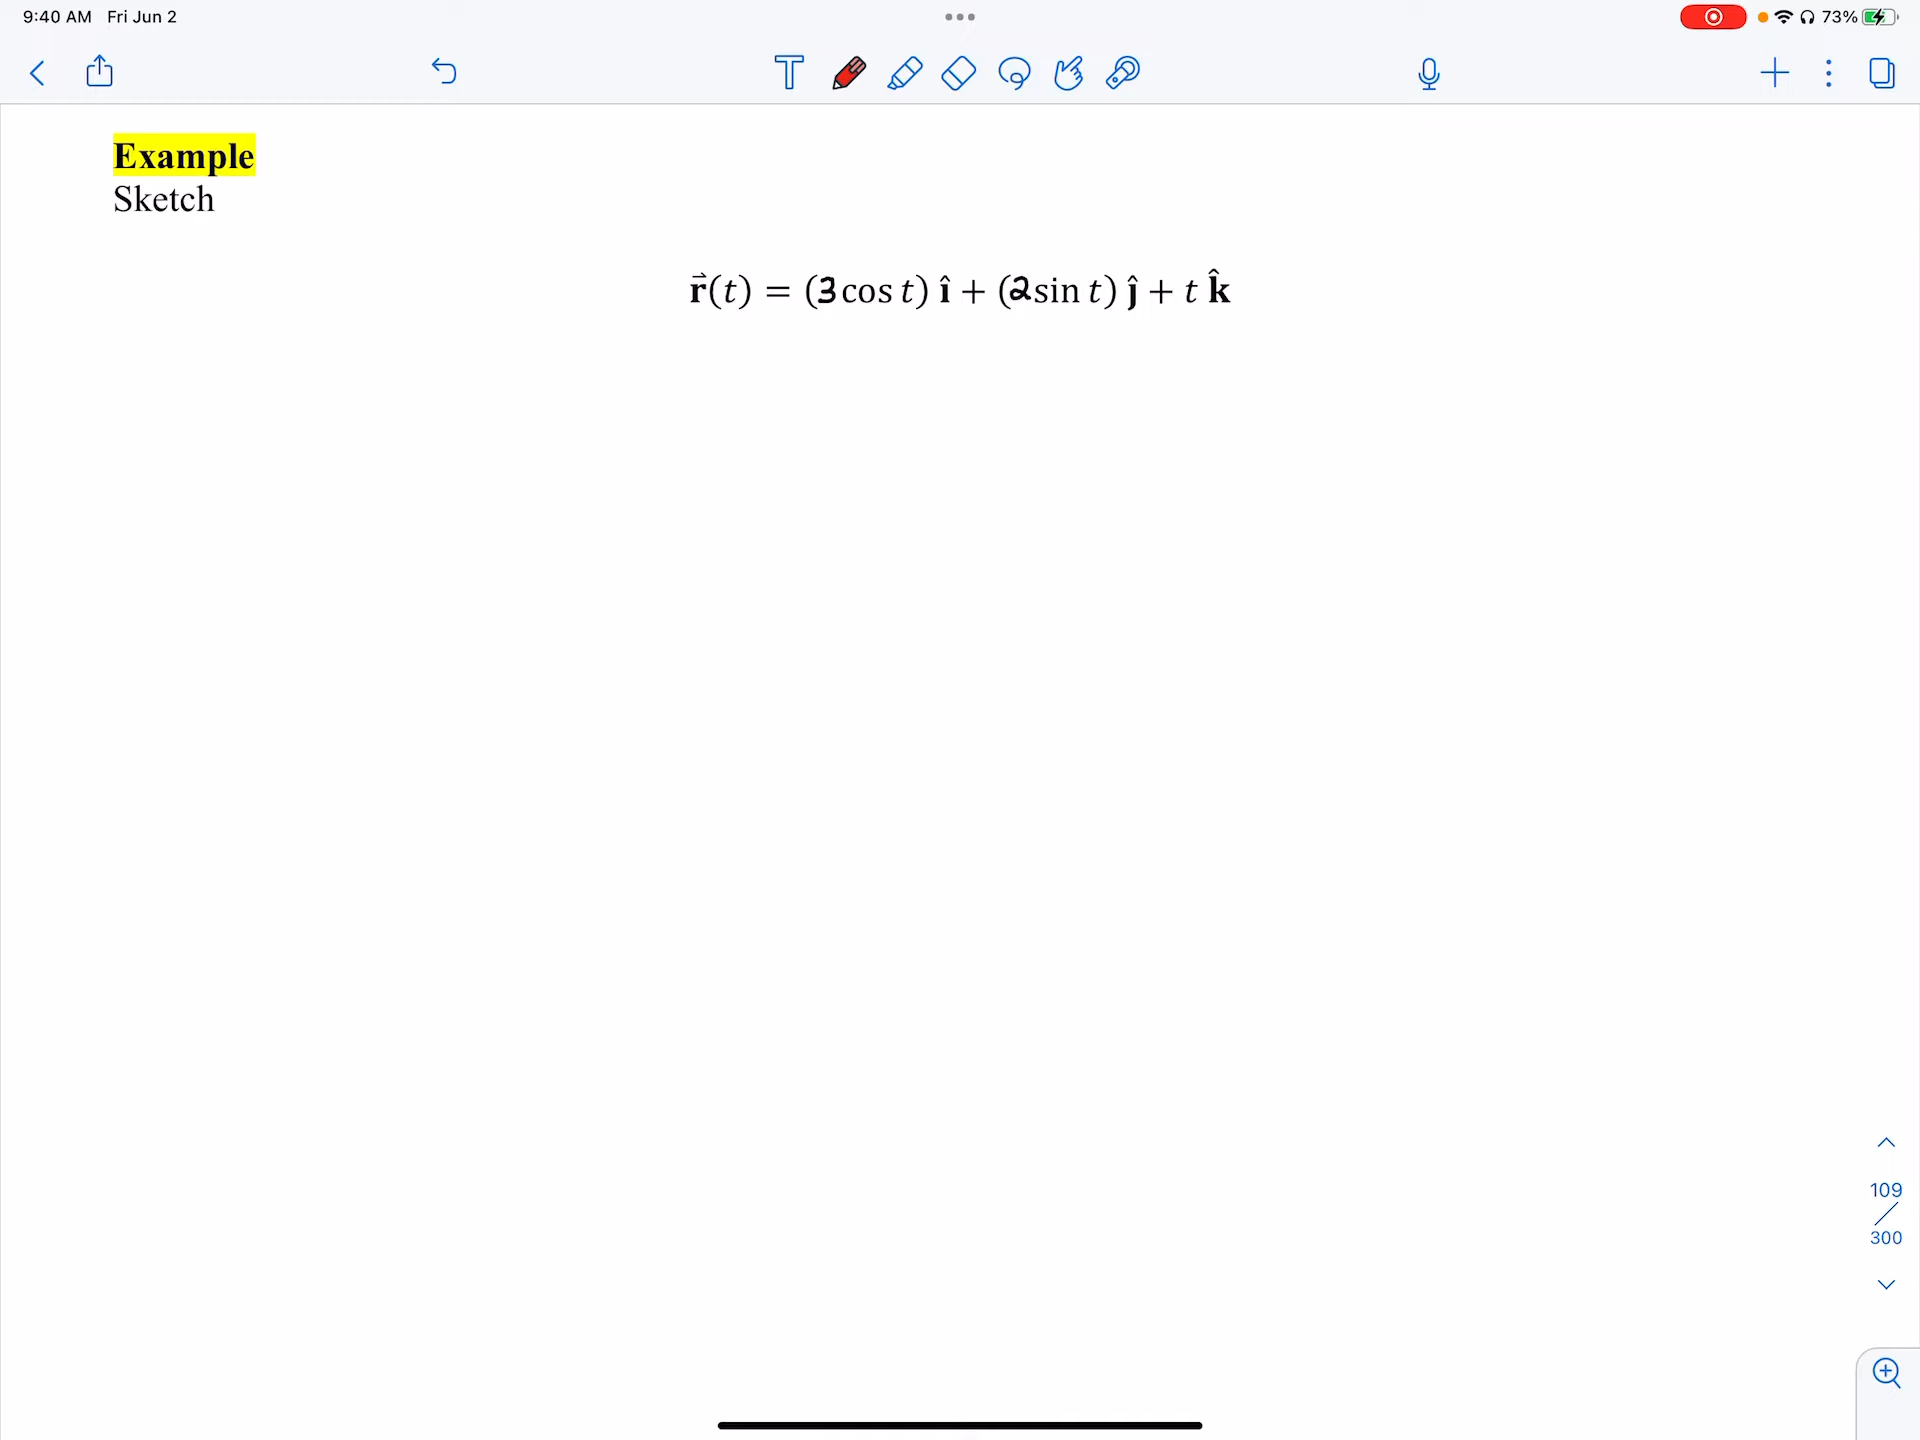 9:40 AM Fri Jun 2
73%
Example
Sketch
r⃗(t) = (3 cos t) î + (2 sin t) ĵ + t k̂
109
300